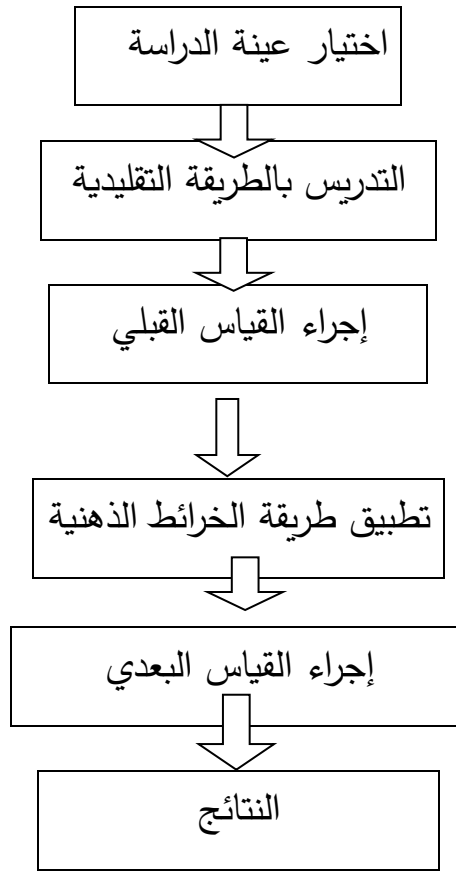 اختيار عينة الدراسة
التدريس بالطريقة التقليدية
إجراء القياس القبلي
تطبيق طريقة الخرائط الذهنية
إجراء القياس البعدي
النتائج